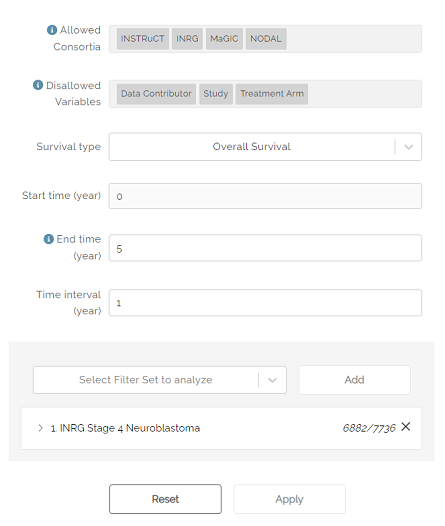 Allowed Consortia
INSTRuCT INRG MaGIC NODAL
Disallowed Variables
Data Contributor Study Treatment Arm
Survival type
Overall Survival
Start time (year)
0
End time (year)
5
Time interval (year)
1
Select Filter Set to analyze
Add
1. INRG Stage 4 Neuroblastoma
6882/7736
Reset
Apply